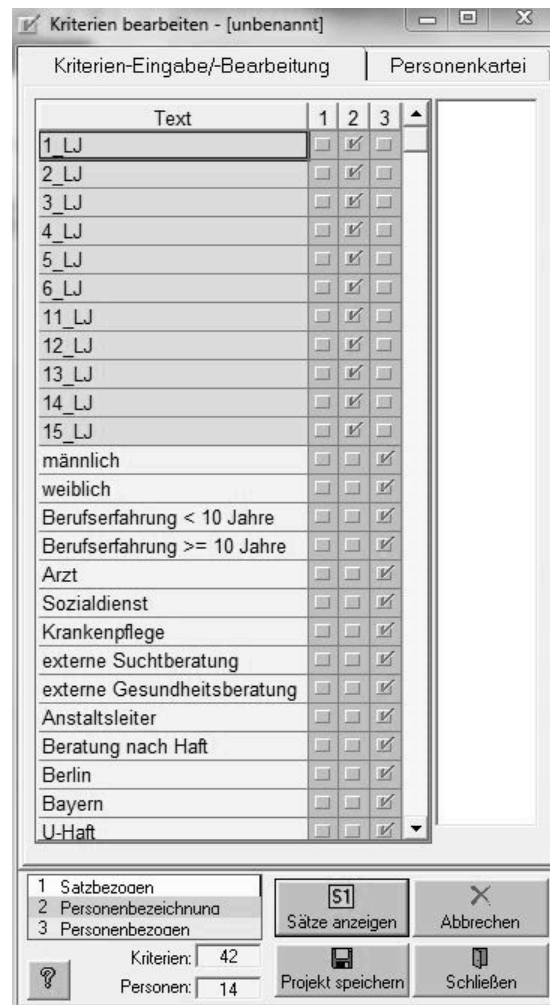 Kriterien bearbeiten - [unbenannt]
Kriterien-Eingabe/-Bearbeitung Personenkartei
Text 1 2 3
1_LJ
2_LJ
3_LJ
4_LJ
5_LJ
6_LJ
11_LJ
12_LJ
13_LJ
14_LJ
15_LJ
männlich
weiblich
Berufserfahrung < 10 Jahre
Berufserfahrung >= 10 Jahre
Arzt
Sozialdienst
Krankenpflege
externe Suchtberatung
externe Gesundheitsberatung
Anstaltsleiter
Beratung nach Haft
Berlin
Bayern
U-Haft
1 Satzbezogen
2 Personenbezeichnung
3 Personenbezogen
Kriterien: 42
Personen: 14
?
S1
Sätze anzeigen
Abbrechen
Projekt speichern
Schließen